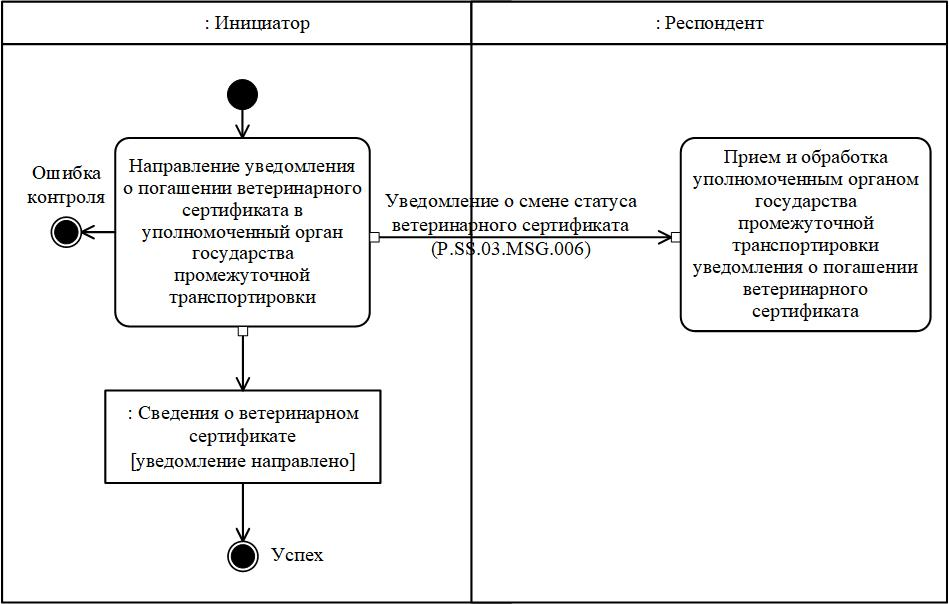 : Инициатор
: Респондент
Ошибка
контроля
Направление уведомления
о погашении ветеринарного
сертификата в
уполномоченный орган
государства
промежуточной
транспортировки
Уведомление о смене статуса
ветеринарного сертификата
(P.SS.03.MSG.006)
Прием и обработка
уполномоченным органом
государства
промежуточной
транспортировки
уведомления о погашении
ветеринарного
сертификата
: Сведения о ветеринарном
сертификате
[уведомление направлено]
Успех